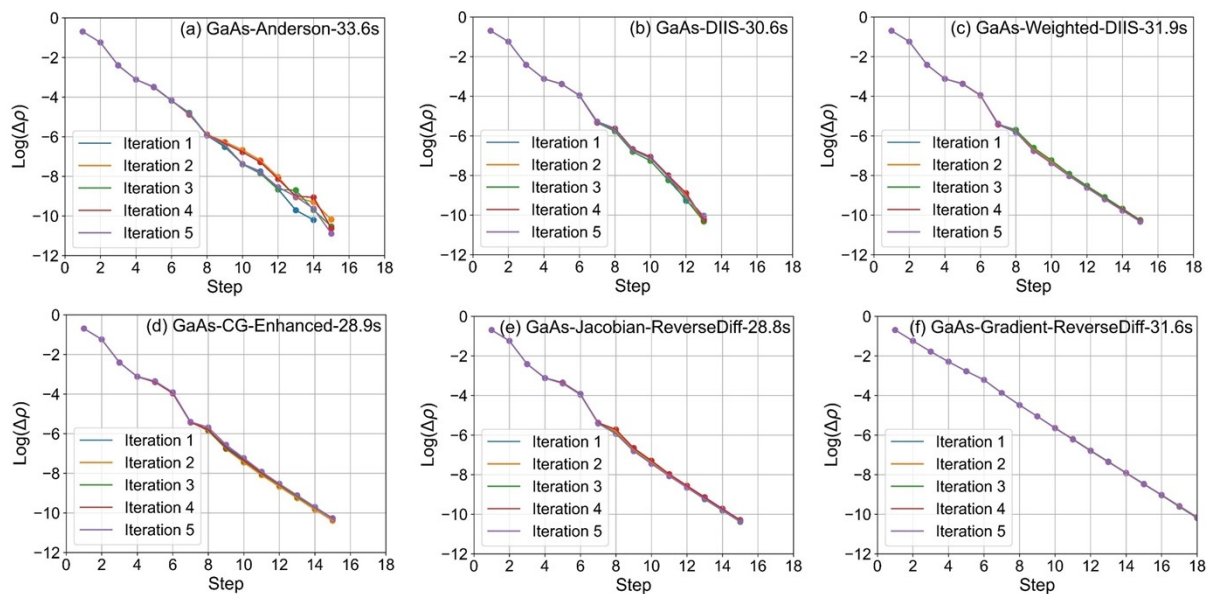 (a) GaAs-Anderson-33.6s
Log(Δρ)
0
−2
−4
−6
−8
−10
−12
Iteration 1
Iteration 2
Iteration 3
Iteration 4
Iteration 5
0 2 4 6 8 10 12 14 16 18
Step
(b) GaAs-DIIS-30.6s
Log(Δρ)
0
−2
−4
−6
−8
−10
−12
Iteration 1
Iteration 2
Iteration 3
Iteration 4
Iteration 5
0 2 4 6 8 10 12 14 16 18
Step
(c) GaAs-Weighted-DIIS-31.9s
Log(Δρ)
0
−2
−4
−6
−8
−10
−12
Iteration 1
Iteration 2
Iteration 3
Iteration 4
Iteration 5
0 2 4 6 8 10 12 14 16 18
Step
(d) GaAs-CG-Enhanced-28.9s
Log(Δρ)
0
−2
−4
−6
−8
−10
−12
Iteration 1
Iteration 2
Iteration 3
Iteration 4
Iteration 5
0 2 4 6 8 10 12 14 16 18
Step
(e) GaAs-Jacobian-ReverseDiff-28.8s
Log(Δρ)
0
−2
−4
−6
−8
−10
−12
Iteration 1
Iteration 2
Iteration 3
Iteration 4
Iteration 5
0 2 4 6 8 10 12 14 16 18
Step
(f) GaAs-Gradient-ReverseDiff-31.6s
Log(Δρ)
0
−2
−4
−6
−8
−10
−12
Iteration 1
Iteration 2
Iteration 3
Iteration 4
Iteration 5
0 2 4 6 8 10 12 14 16 18
Step